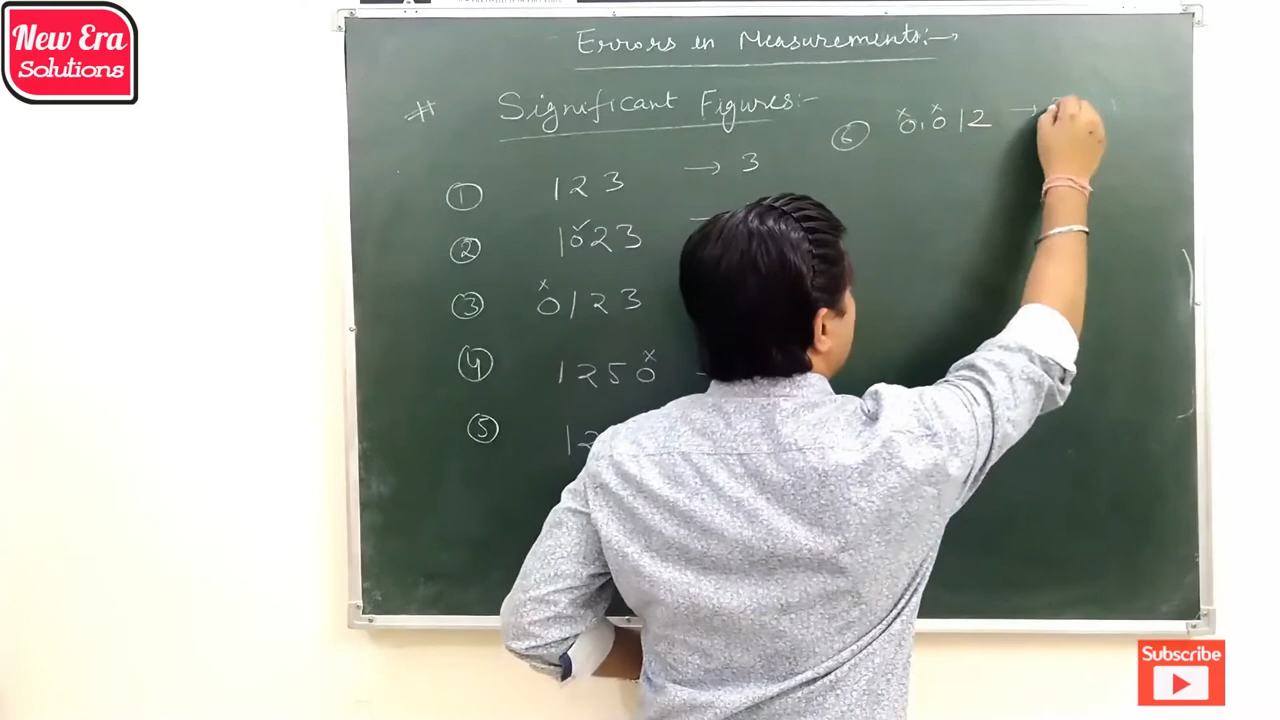 New Era
Solutions
Errors in Measurements:→
# Significant Figures:-
① 123 → 3
② 1023
③ 0123
④ 1250
⑤ 12
⑥ 0.012 →
Subscribe